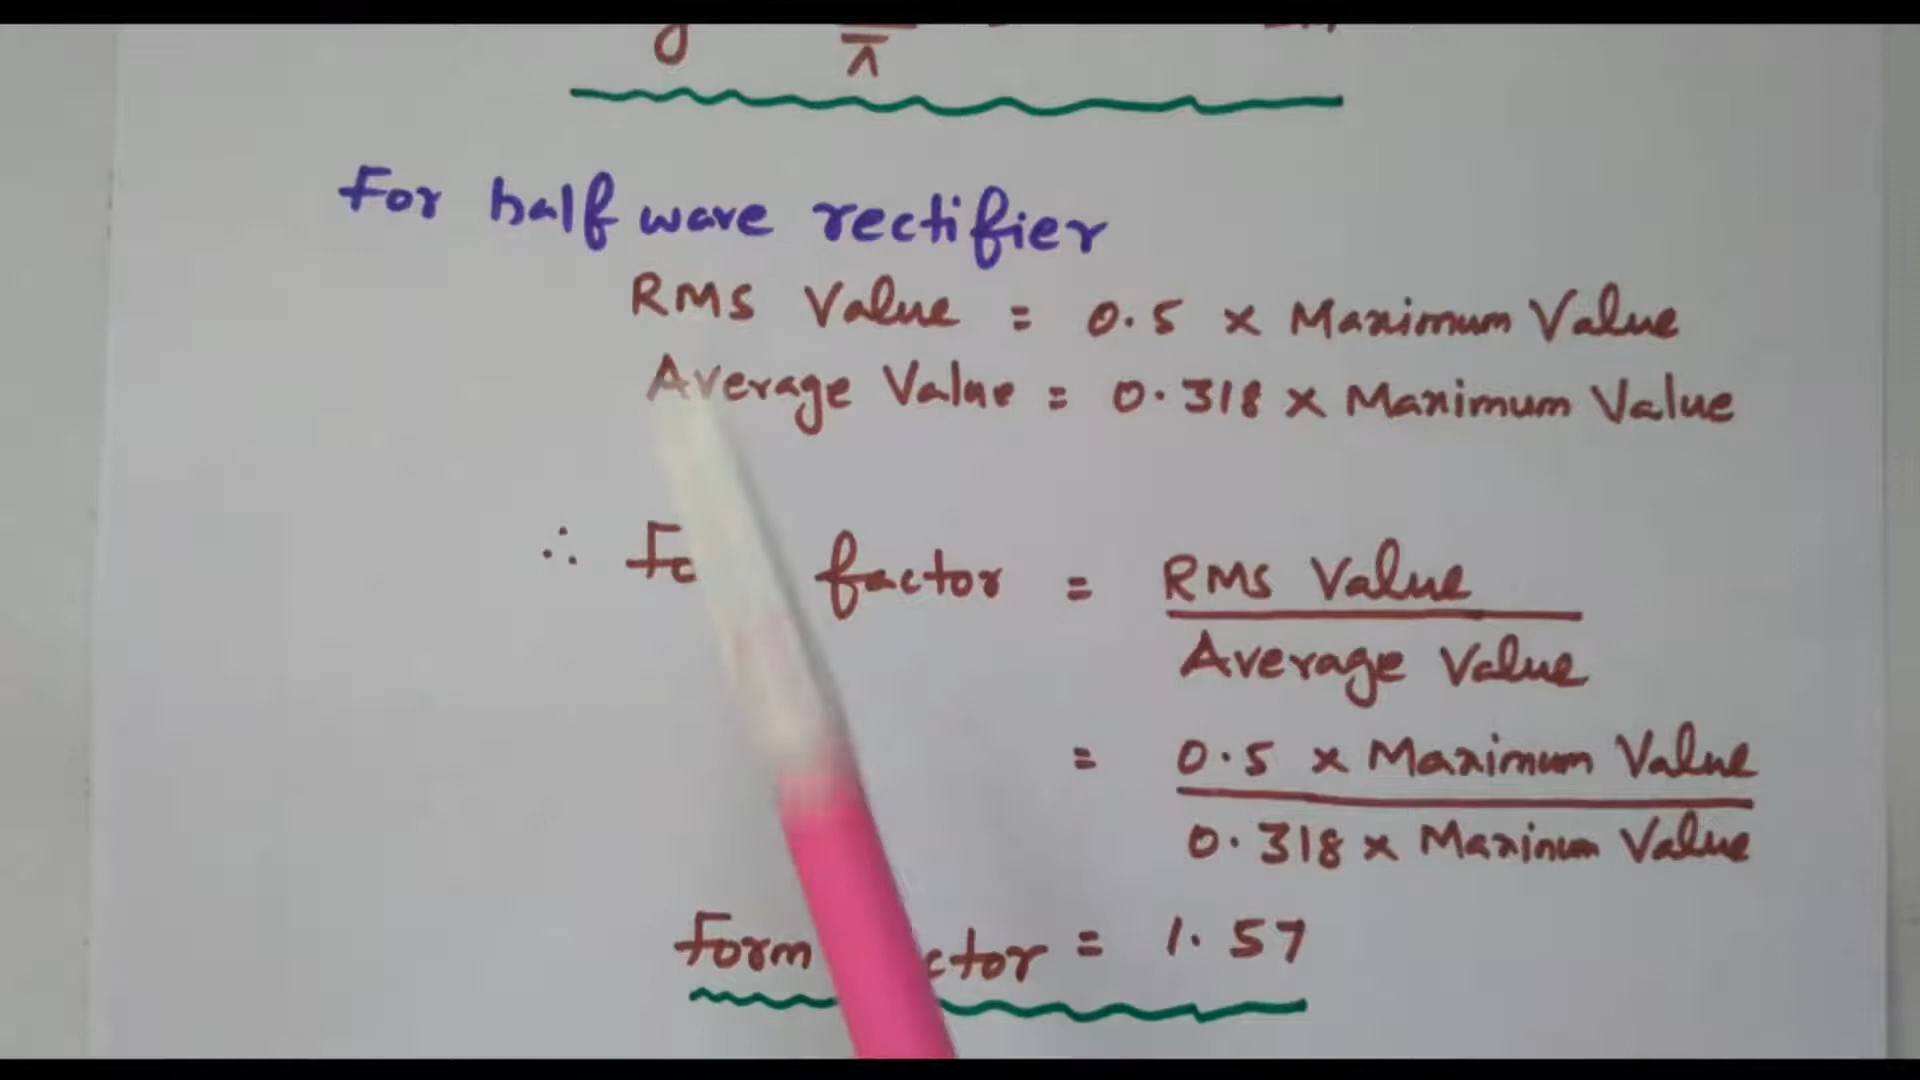 π
For half wave rectifier
RMS Value = 0.5 × Maximum Value
Average Value = 0.318 × Maximum Value
∴ factor = RMS Value
Average Value
= 0.5 × Maximum Value
0.318 × Maximum Value
Form = 1.57